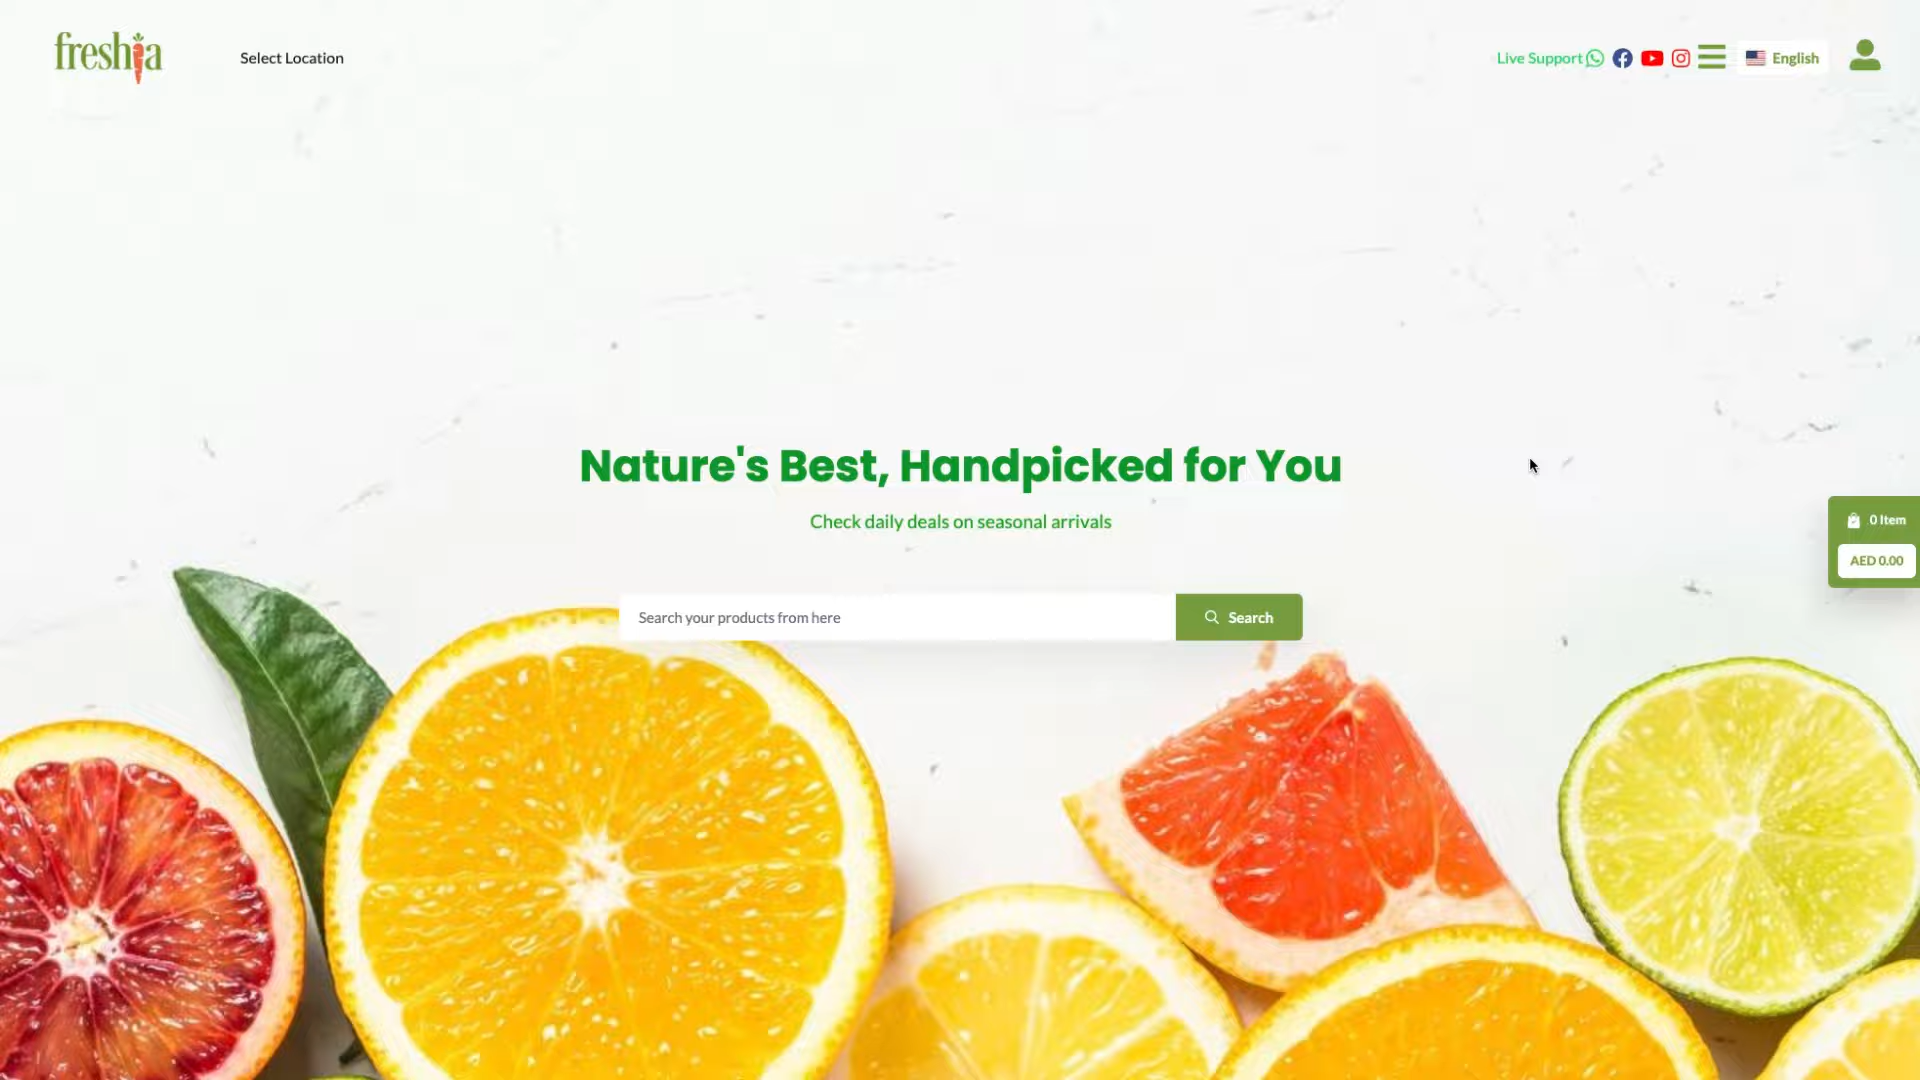 freshia
Select Location
Live Support
English
Nature's Best, Handpicked for You
Check daily deals on seasonal arrivals
0 Item
AED 0.00
Search your products from here
Search